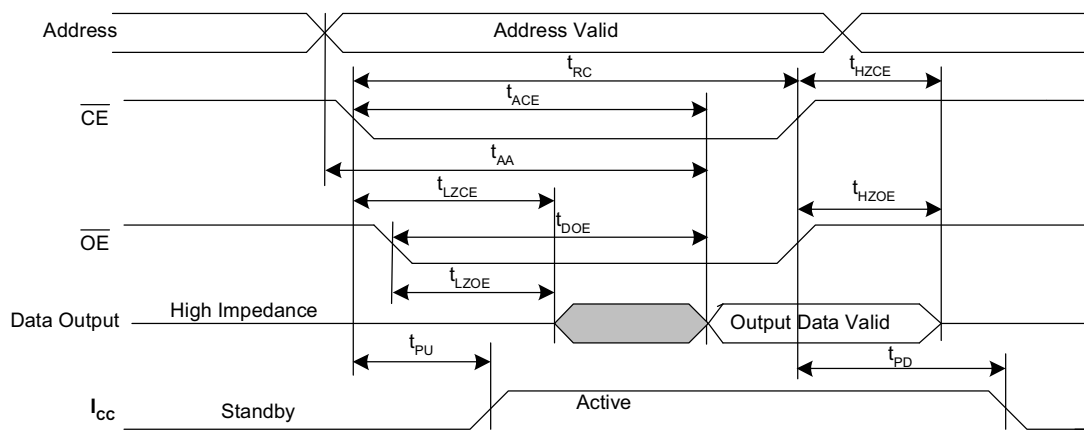 Address
Address Valid
tRC
tHZCE
tACE
CE
tAA
tLZCE
tHZOE
tDOE
OE
tLZOE
High Impedance
Data Output
Output Data Valid
tPU
tPD
ICC
Standby
Active